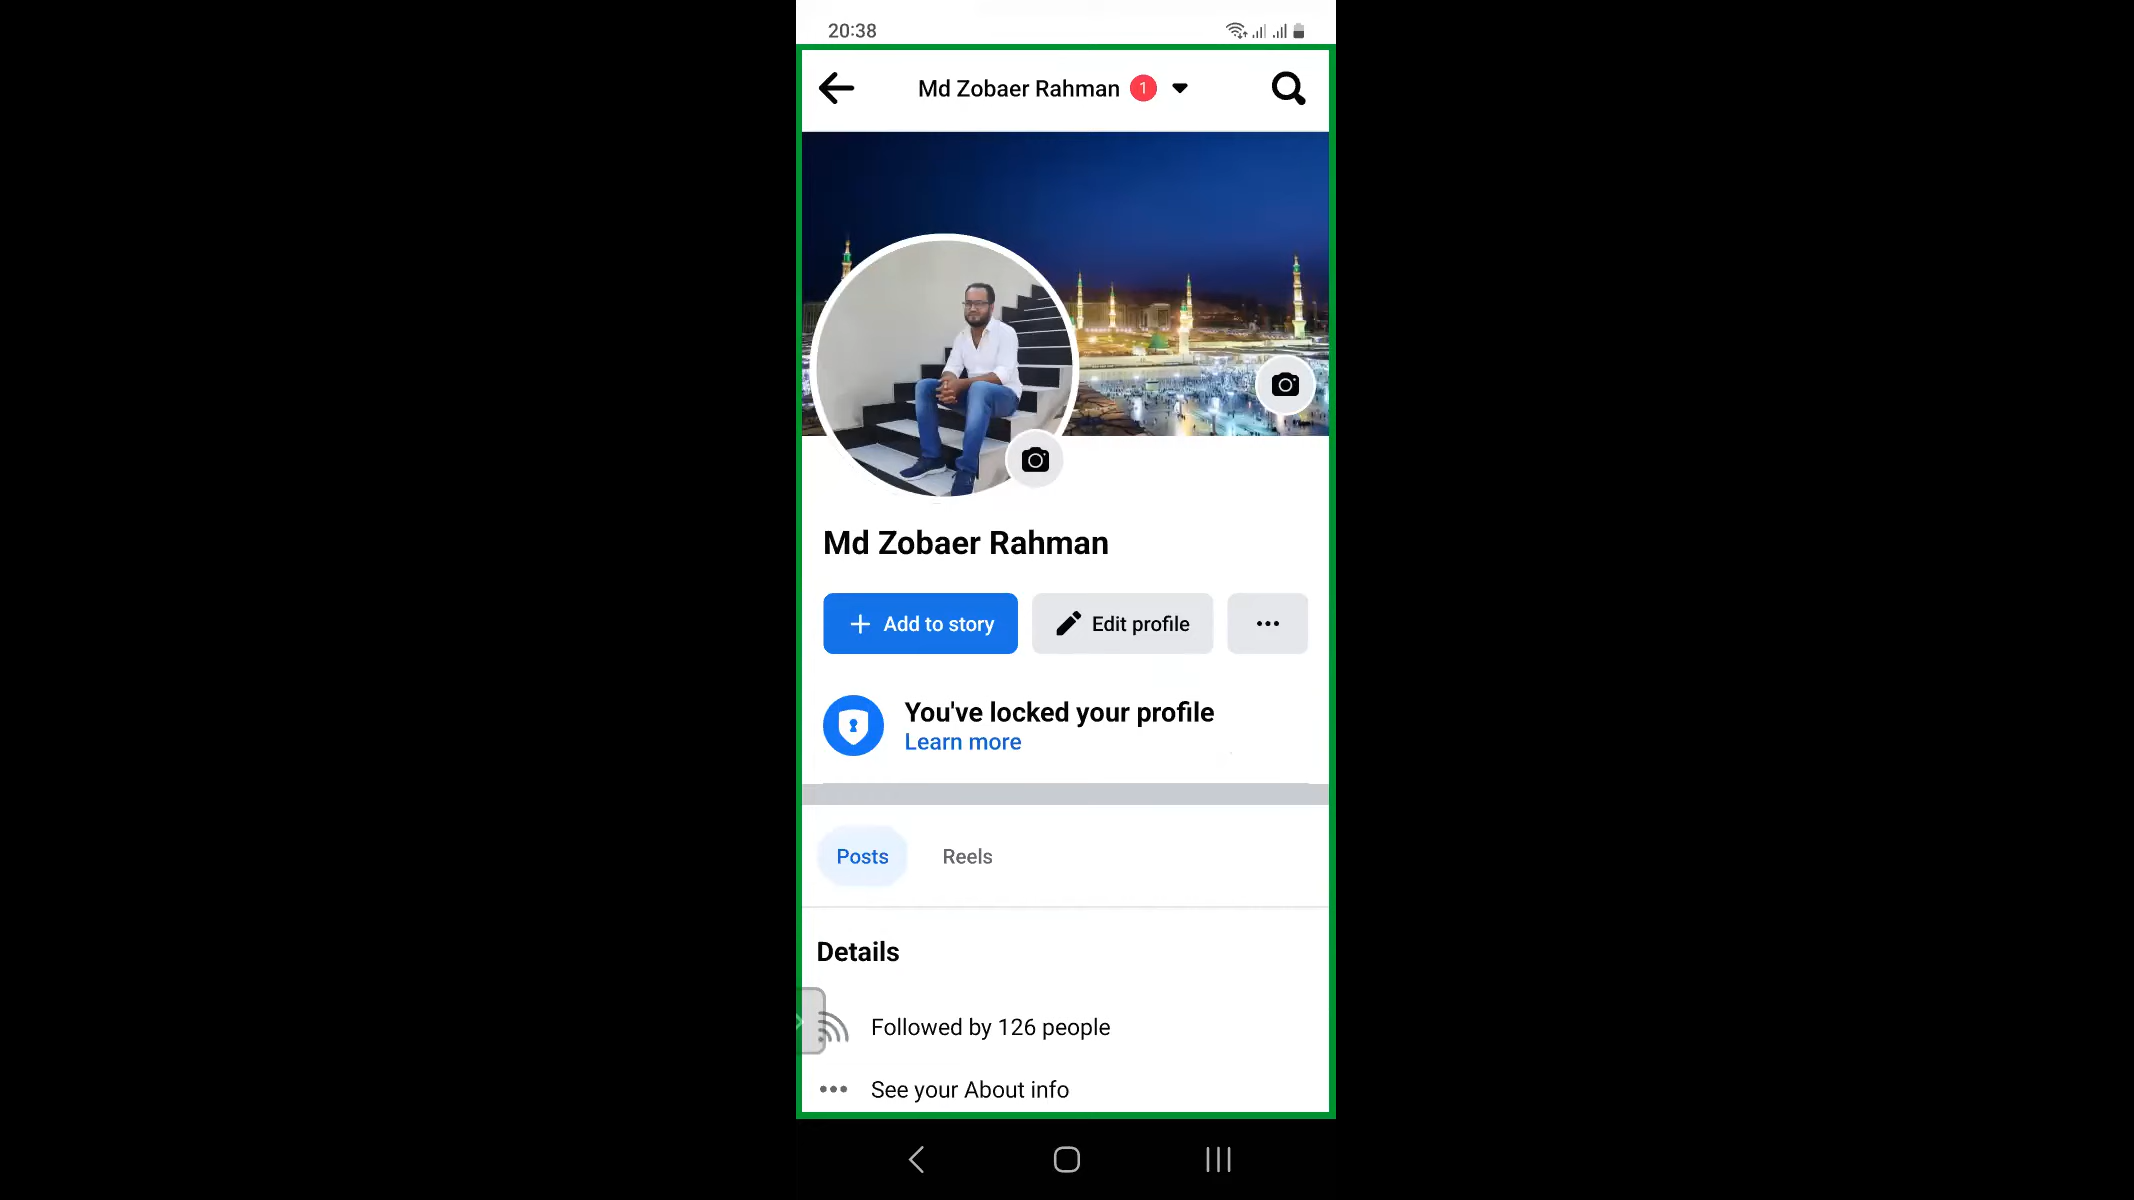 20:38
Md Zobaer Rahman 1
Md Zobaer Rahman
Add to story
Edit profile
You've locked your profile
Learn more
Posts
Reels
Details
Followed by 126 people
See your About info